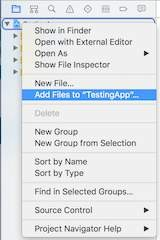 Show in Finder
Open with External Editor
Open As
Show File Inspector
New File...
Add Files to "TestingApp"...
Delete
New Group
New Group from Selection
Sort by Name
Sort by Type
Find in Selected Groups...
Source Control
Project Navigator Help